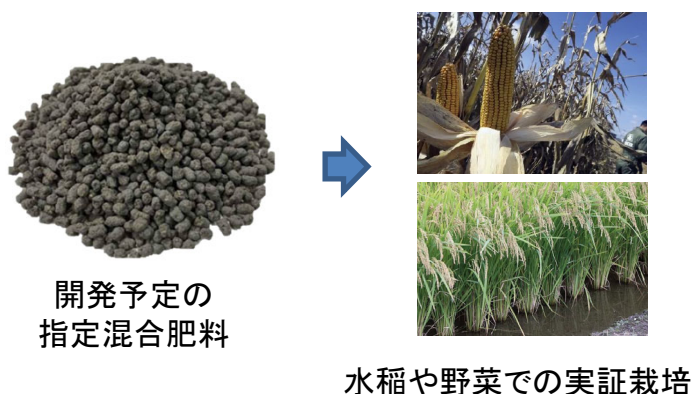 開発予定の
指定混合肥料
水稲や野菜での実証栽培